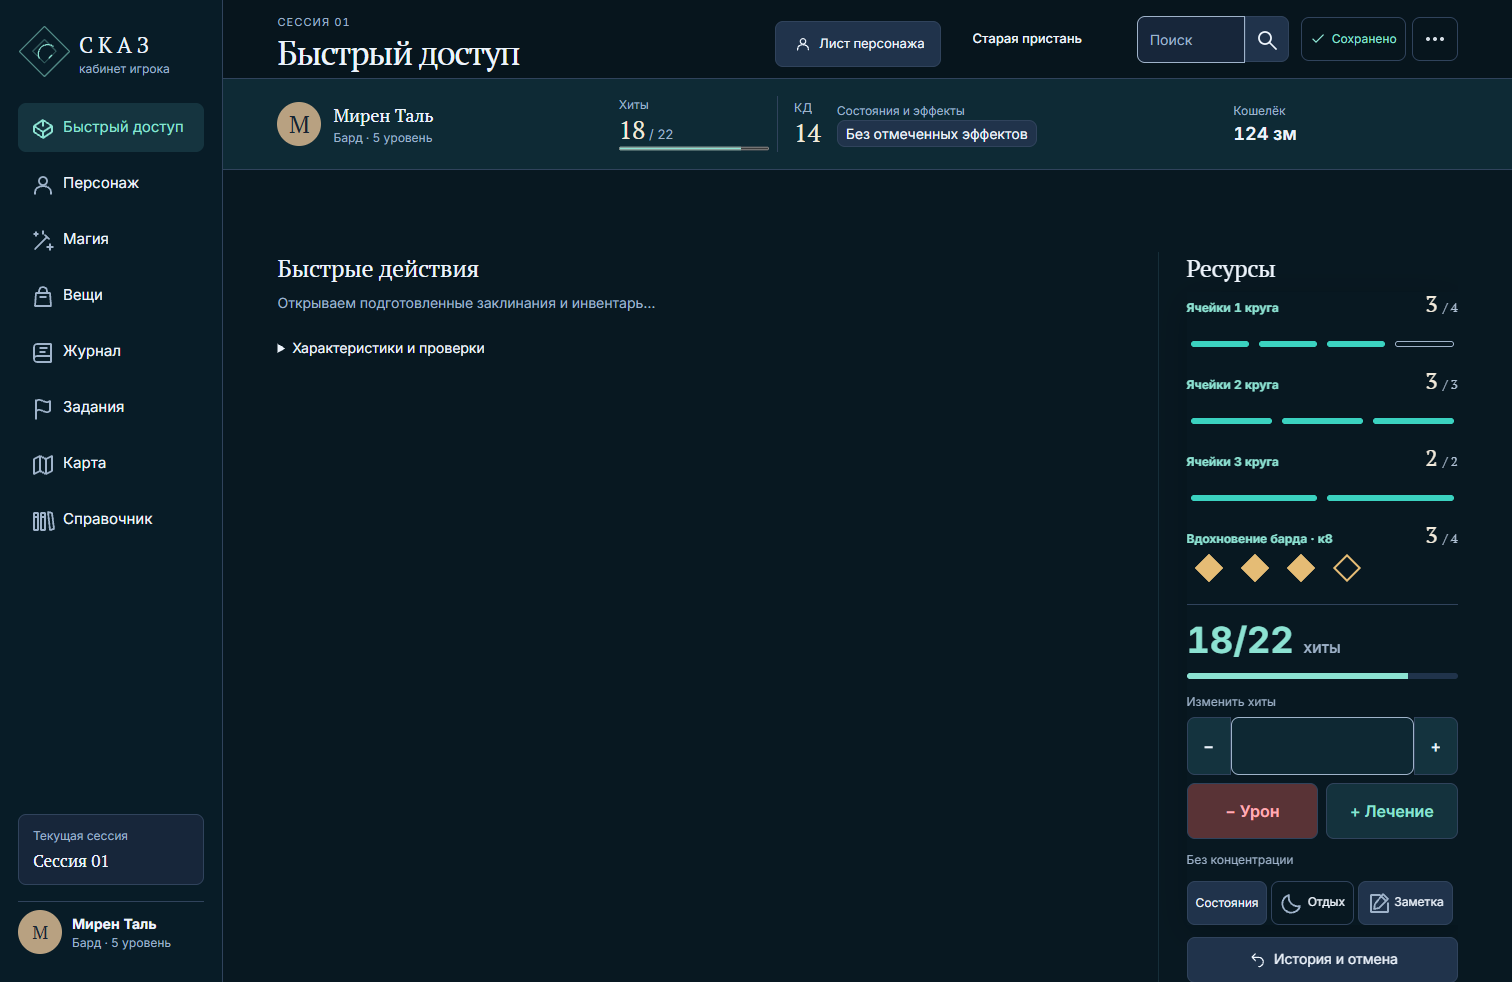 СКАЗ
кабинет игрока
Быстрый доступ
Персонаж
Магия
Вещи
Журнал
Задания
Карта
Справочник
Текущая сессия
Сессия 01
М
Мирен Таль
Бард · 5 уровень
СЕССИЯ 01
Быстрый доступ
Лист персонажа
Старая пристань
Поиск
Сохранено
М
Мирен Таль
Бард · 5 уровень
Хиты
18 / 22
КД
14
Состояния и эффекты
Без отмеченных эффектов
Кошелёк
124 зм
Быстрые действия
Открываем подготовленные заклинания и инвентарь...
Характеристики и проверки
Ресурсы
Ячейки 1 круга 3 / 4
Ячейки 2 круга 3 / 3
Ячейки 3 круга 2 / 2
Вдохновение барда · к8 3 / 4
18/22 хиты
Изменить хиты
− +
− Урон + Лечение
Без концентрации
Состояния Отдых Заметка
История и отмена